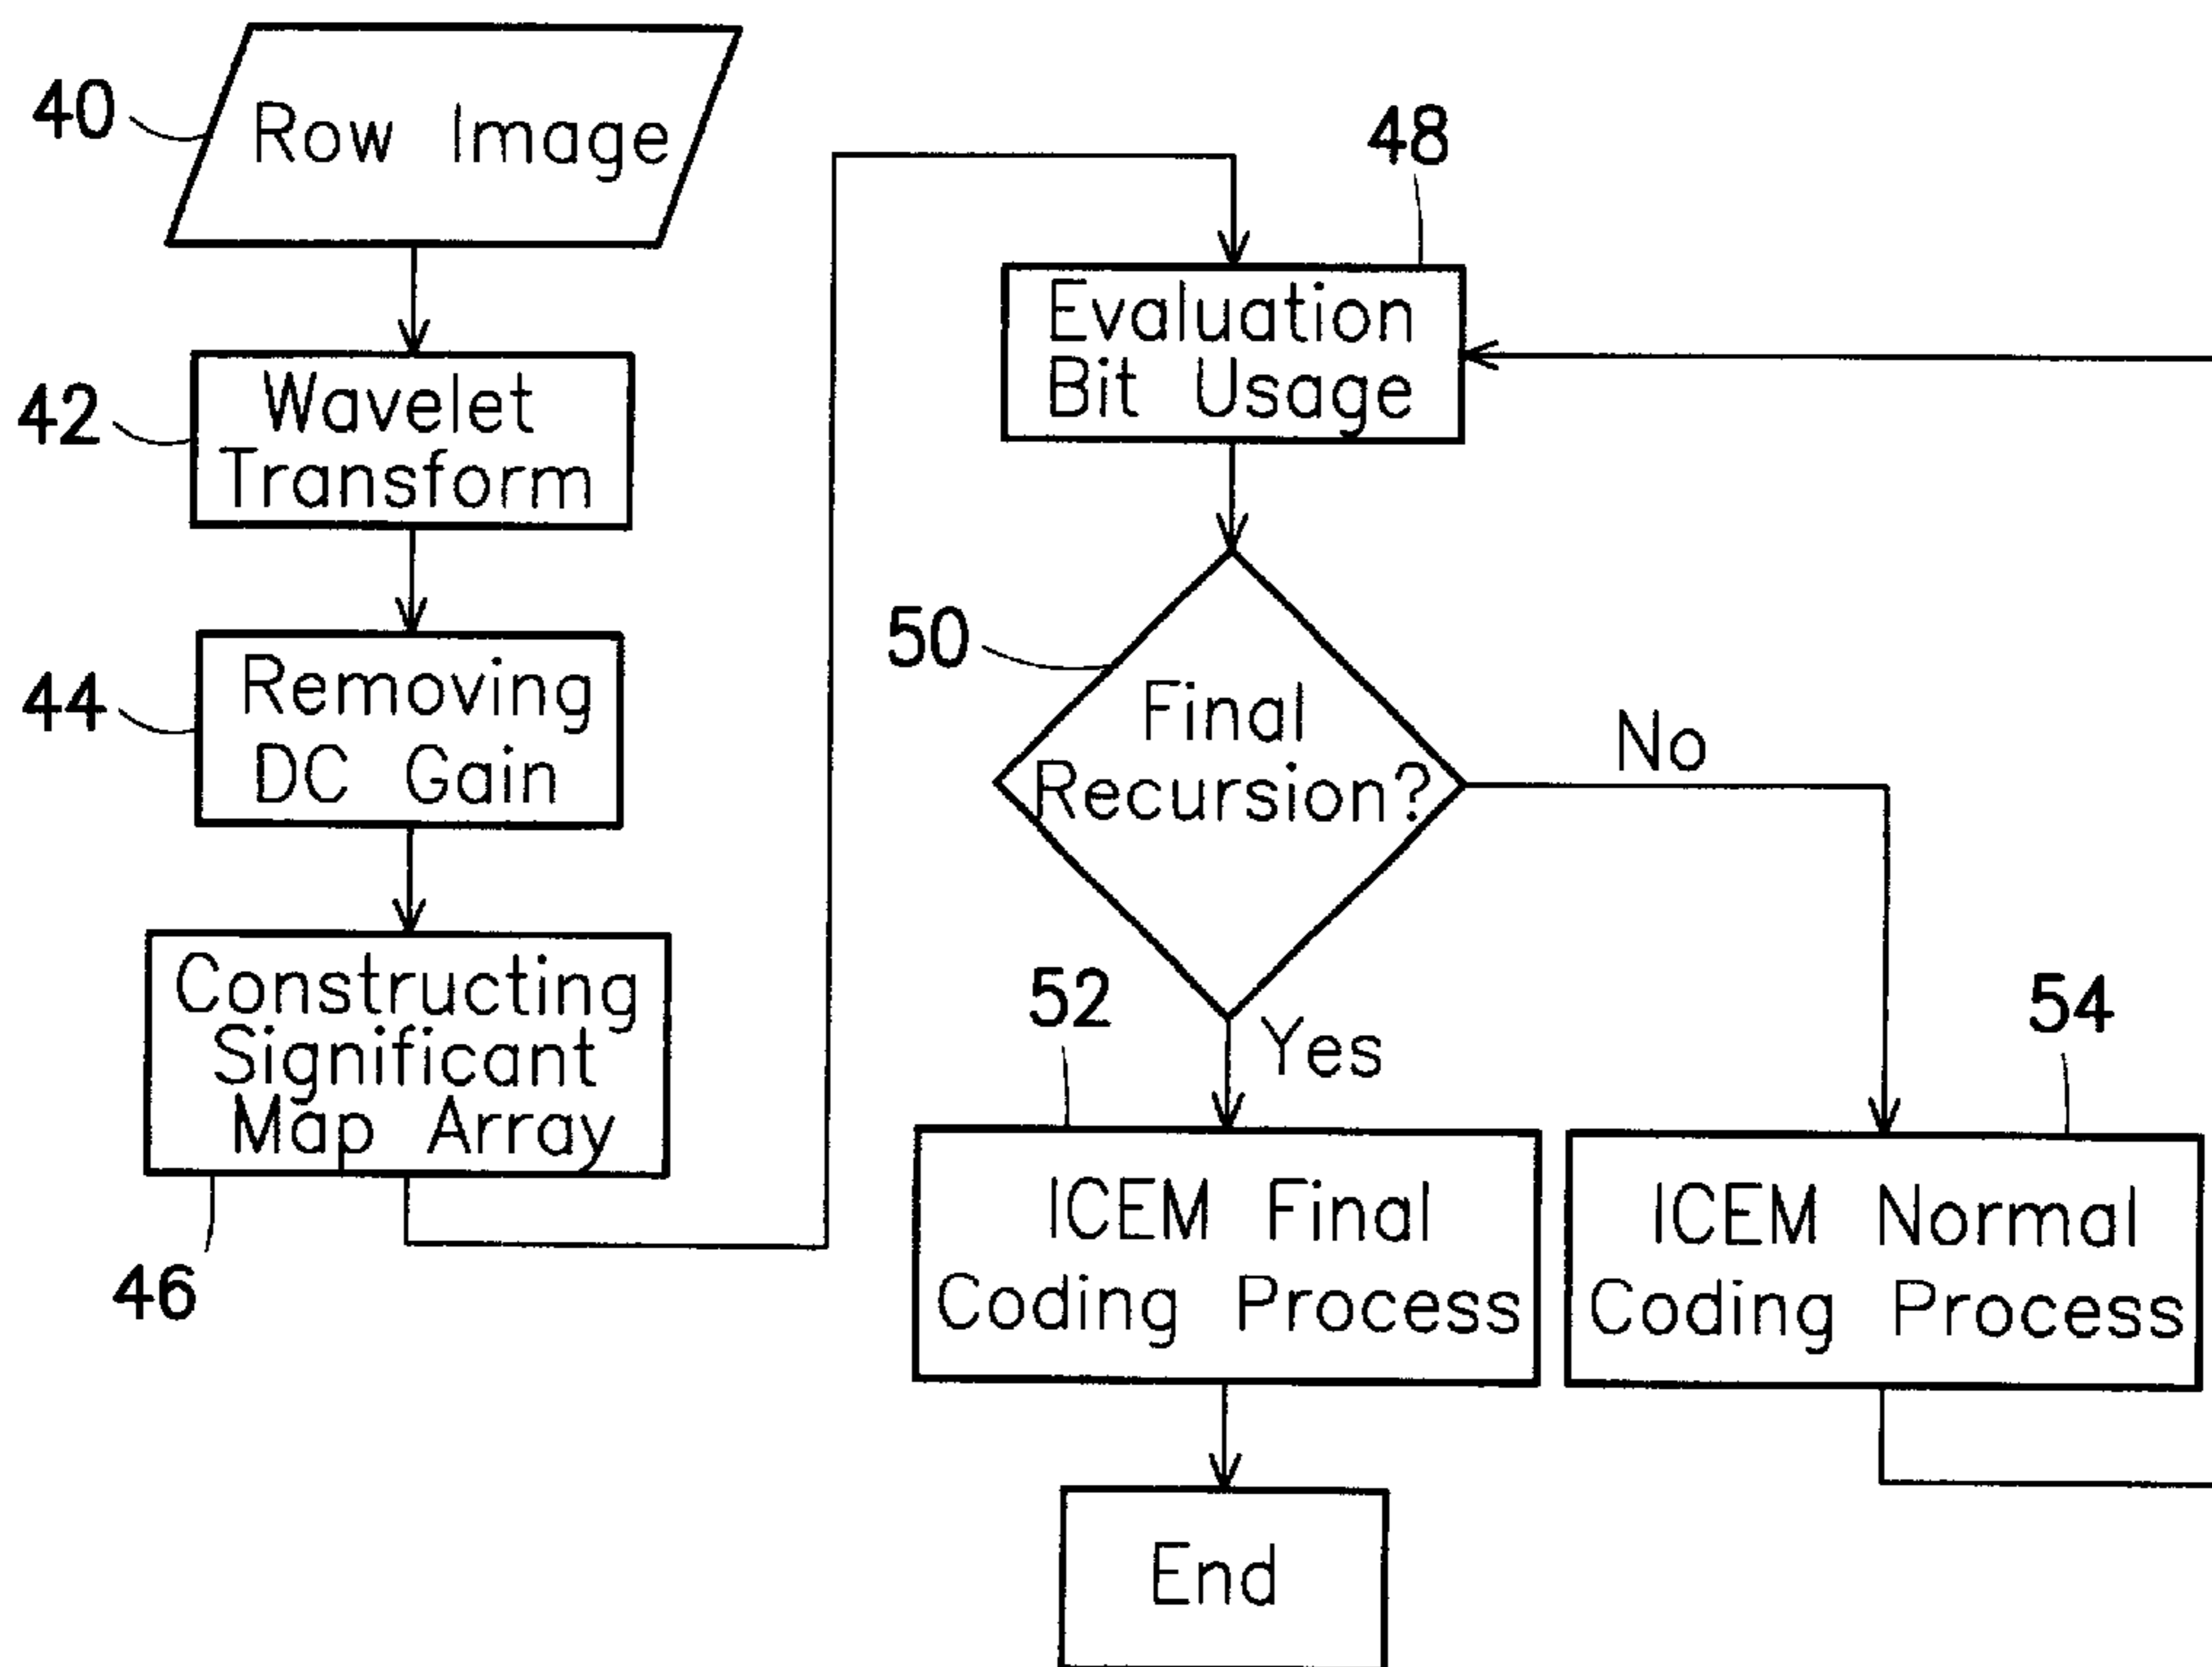 40
Row Image
42
Wavelet
Transform
44
Removing
DC Gain
Constructing
Significant
Map Array
46
48
Evaluation
Bit Usage
50
Final
Recursion?
No
Yes
52
ICEM Final
Coding Process
54
ICEM Normal
Coding Process
End